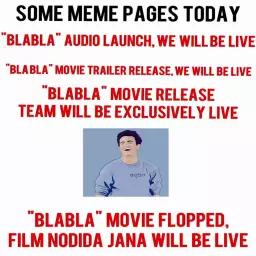 SOME MEME PAGES TODAY
"BLABLA" AUDIO LAUNCH, WE WILL BE LIVE
"BLABLA" MOVIE TRAILER RELEASE, WE WILL BE LIVE
"BLABLA" MOVIE RELEASE
TEAM WILL BE EXCLUSIVELY LIVE
"BLABLA" MOVIE FLOPPED,
FILM NODIDA JANA WILL BE LIVE